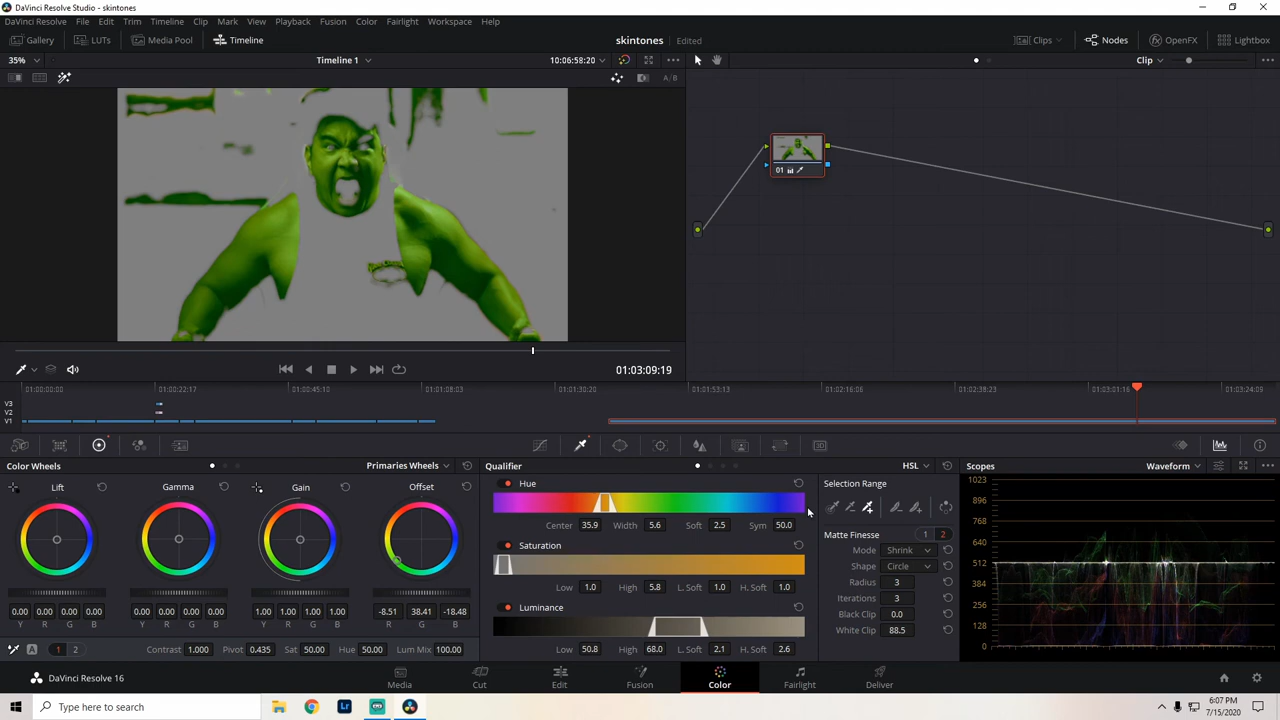 DaVinci Resolve Studio - skintones
DaVinci Resolve File Edit Trim Timeline Clip Mark View Playback Fusion Color Fairlight Workspace Help
Gallery LUTs Media Pool Timeline skintones Edited Clips Nodes OpenFX Lightbox
35% Timeline 1 10:06:58:20 Clip
A/B
01
01:03:09:19
01:00:00:00 01:00:22:17 01:00:45:10 01:01:08:03 01:01:30:20 01:01:53:13 01:02:16:06 01:02:38:23 01:03:01:16 01:03:24:09
V3
V2
V1
Color Wheels Primaries Wheels Qualifier HSL Scopes Waveform
Lift Gamma Gain Offset
0.00 0.00 0.00 0.00 0.00 0.00 0.00 0.00 1.00 1.00 1.00 1.00 -8.51 38.41 -18.48
Y R G B Y R G B Y R G B R G B
A 1 2 Contrast 1.000 Pivot 0.435 Sat 50.00 Hue 50.00 Lum Mix 100.00
Hue
Center 35.9 Width 5.6 Soft 2.5 Sym 50.0
Saturation
Low 1.0 High 5.8 L. Soft 1.0 H. Soft 1.0
Luminance
Low 50.8 High 68.0 L. Soft 2.1 H. Soft 2.6
Selection Range
Matte Finesse 1 2
Mode Shrink
Shape Circle
Radius 3
Iterations 3
Black Clip 0.0
White Clip 88.5
1023
896
768
640
512
384
256
128
0
DaVinci Resolve 16 Media Cut Edit Fusion Color Fairlight Deliver
Type here to search
Lr
6:07 PM
7/15/2020